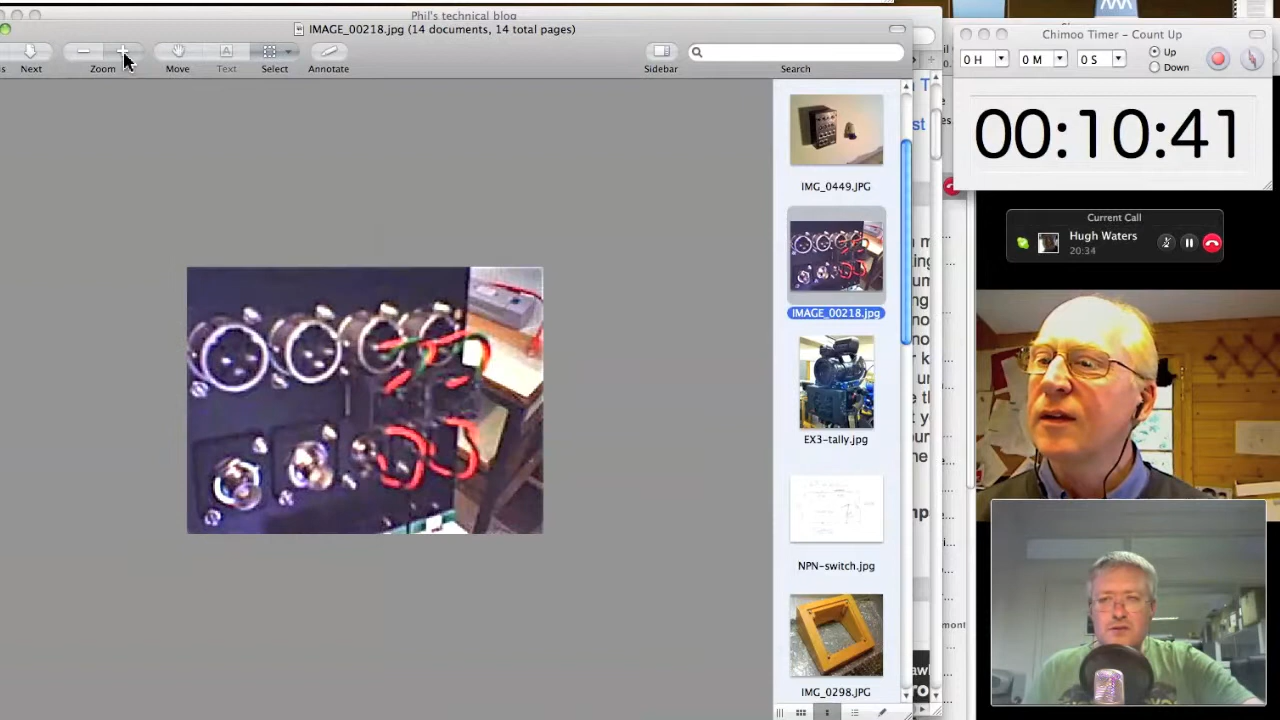 Phil's technical blog
IMAGE_00218.jpg (14 documents, 14 total pages)
Next
Zoom
Move
Text
Select
Annotate
Sidebar
Search
IMG_0449.JPG
IMAGE_00218.jpg
EX3-tally.jpg
NPN-switch.jpg
IMG_0298.JPG
Chimoo Timer – Count Up
0 H
0 M
0 S
Up
Down
00:10:41
Current Call
Hugh Waters
20:34